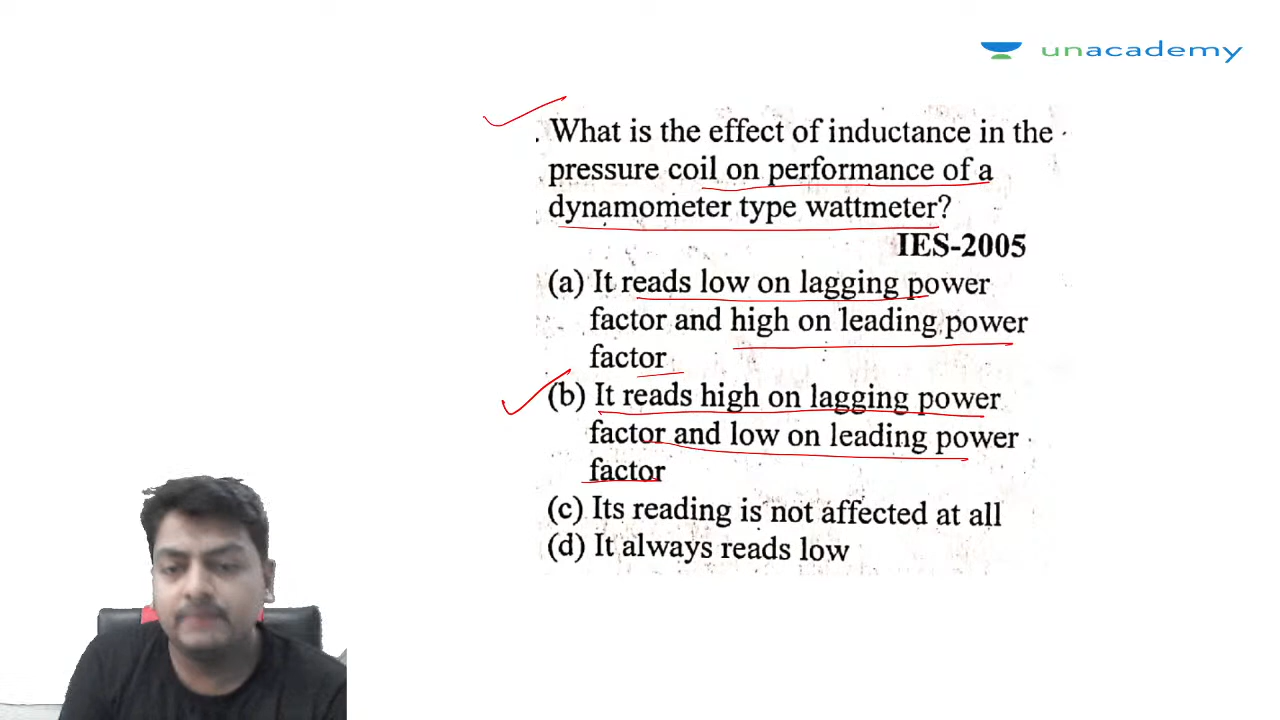 unacademy
. What is the effect of inductance in the
pressure coil on performance of a
dynamometer type wattmeter?
IES-2005
(a) It reads low on lagging power
factor and high on leading power
factor
(b) It reads high on lagging power
factor and low on leading power
factor
(c) Its reading is not affected at all
(d) It always reads low